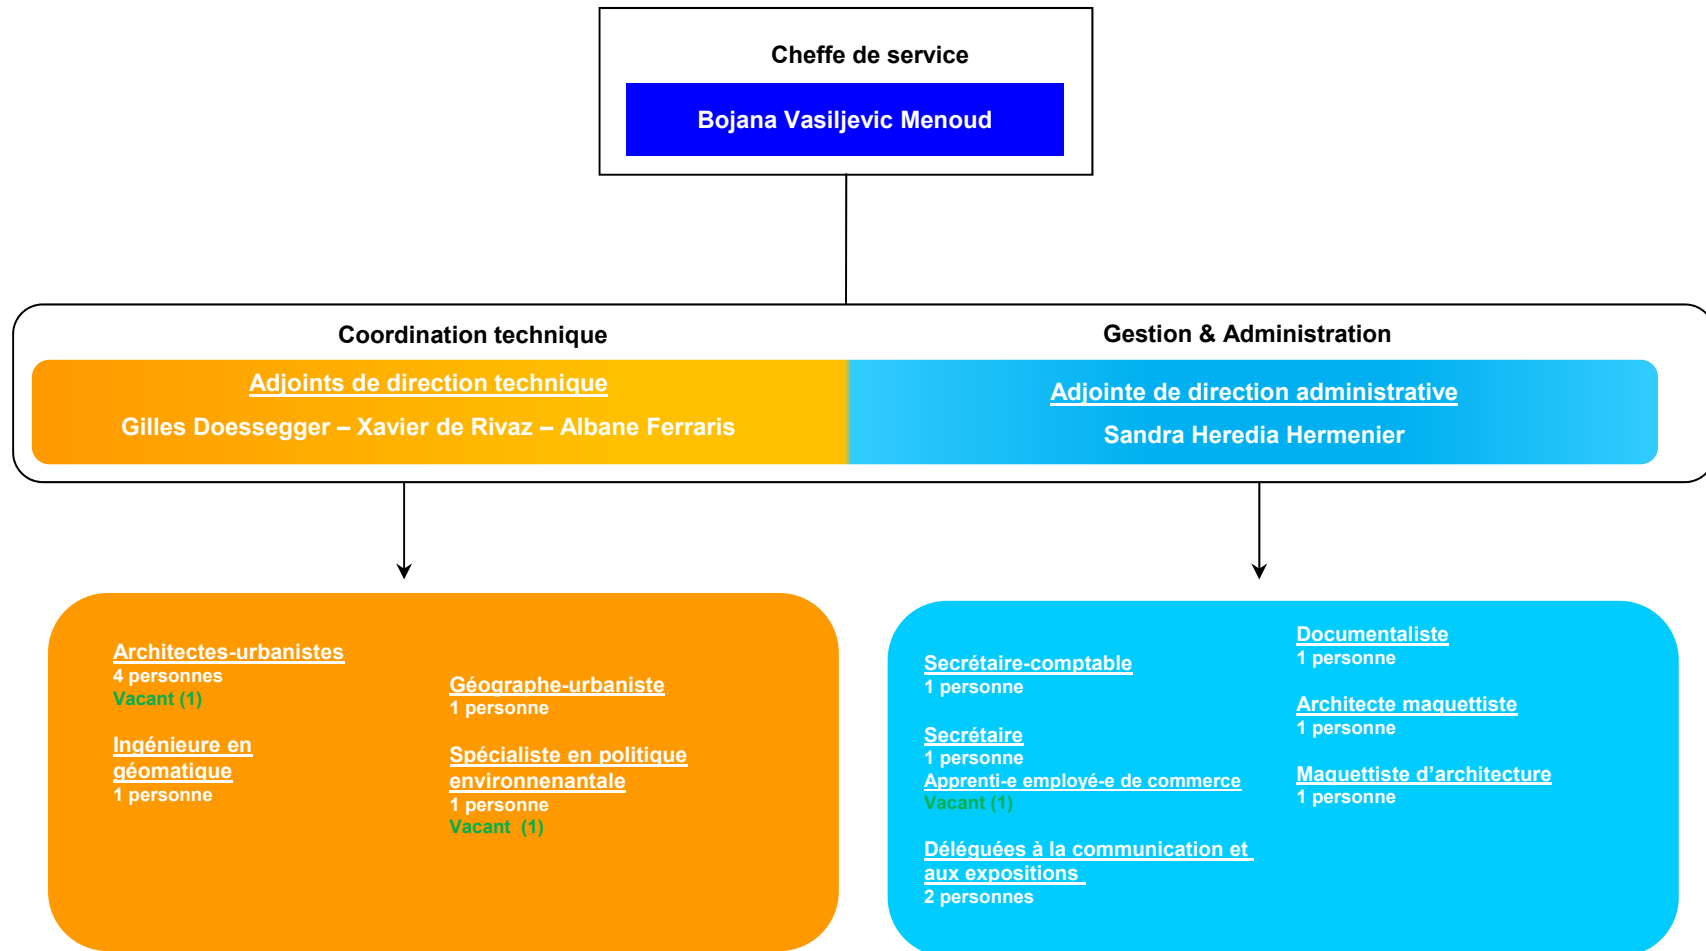 Cheffe de service
Bojana Vasiljevic Menoud
Coordination technique
Adjoints de direction technique
Gilles Doessegger – Xavier de Rivaz – Albane Ferraris
Gestion & Administration
Adjointe de direction administrative
Sandra Heredia Hermenier
Architectes-urbanistes
4 personnes
Vacant (1)
Ingénieure en
géomatique
1 personne
Géographe-urbaniste
1 personne
Spécialiste en politique
environnenantale
1 personne
Vacant (1)
Secrétaire-comptable
1 personne
Secrétaire
1 personne
Apprenti-e employé-e de commerce
Vacant (1)
Déléguées à la communication et
aux expositions
2 personnes
Documentaliste
1 personne
Architecte maquettiste
1 personne
Maquettiste d’architecture
1 personne